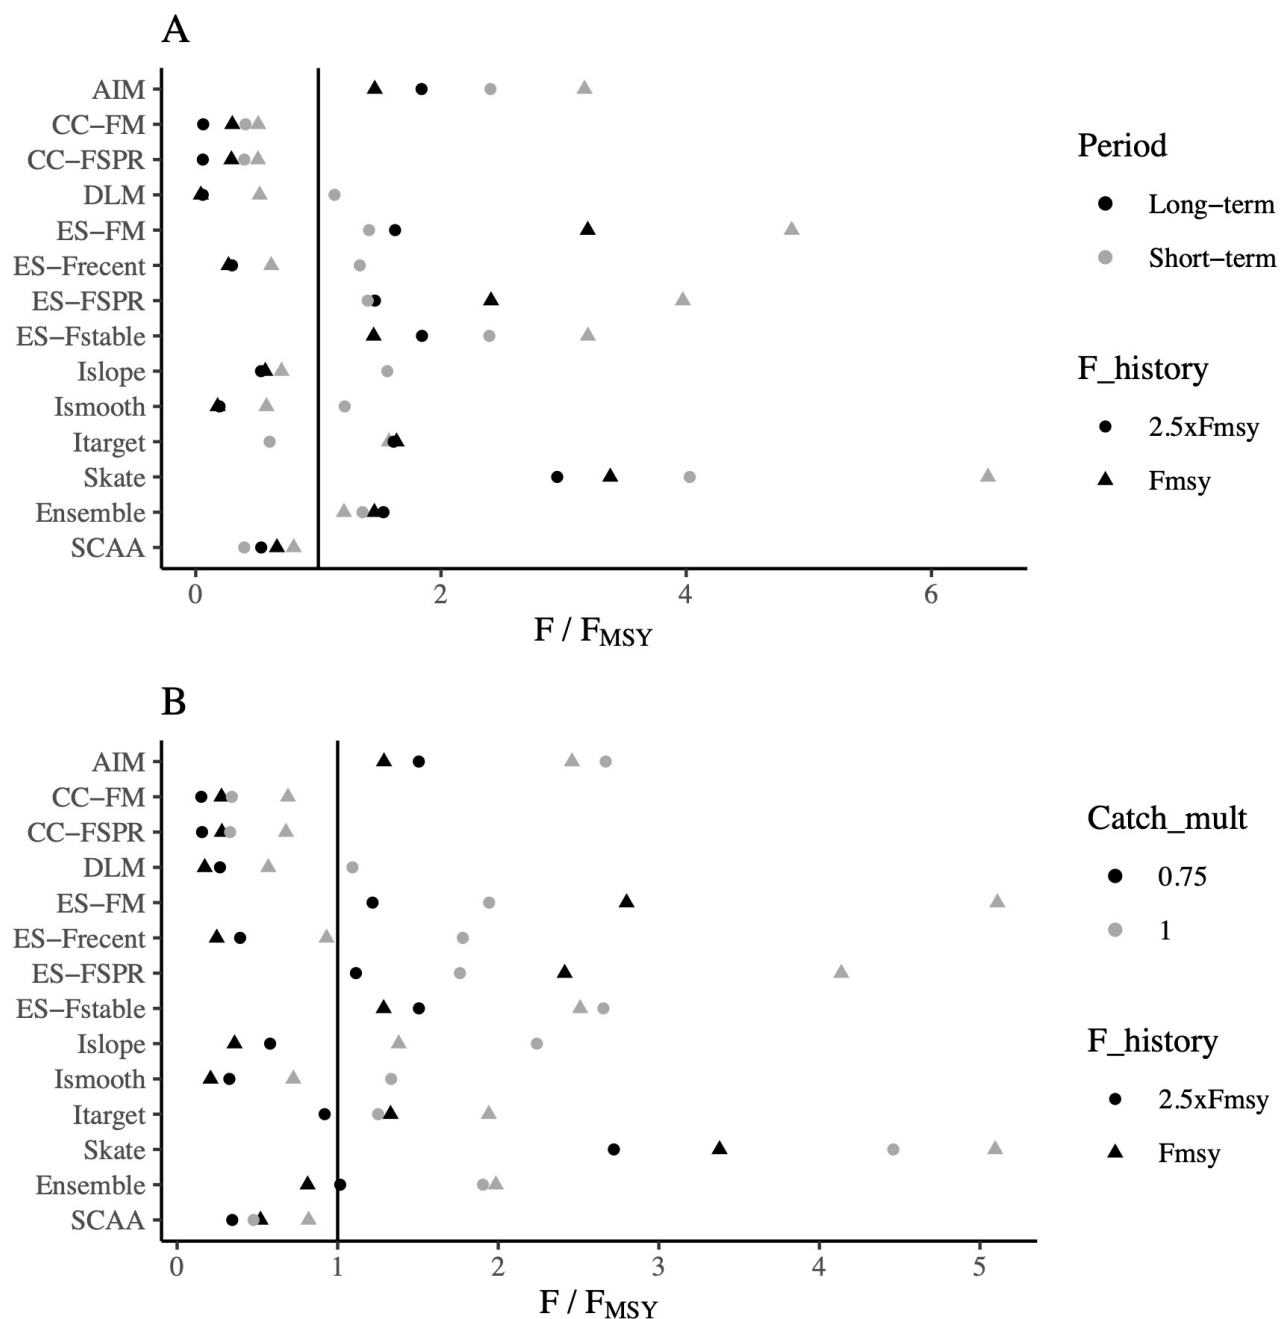 A
AIM
CC−FM
CC−FSPR
DLM
ES−FM
ES−Frecent
ES−FSPR
ES−Fstable
Islope
Ismooth
Itarget
Skate
Ensemble
SCAA
0 2 4 6
F / FMSY
Period
Long−term
Short−term
F_history
2.5xFmsy
Fmsy
B
AIM
CC−FM
CC−FSPR
DLM
ES−FM
ES−Frecent
ES−FSPR
ES−Fstable
Islope
Ismooth
Itarget
Skate
Ensemble
SCAA
0 1 2 3 4 5
F / FMSY
Catch_mult
0.75
1
F_history
2.5xFmsy
Fmsy